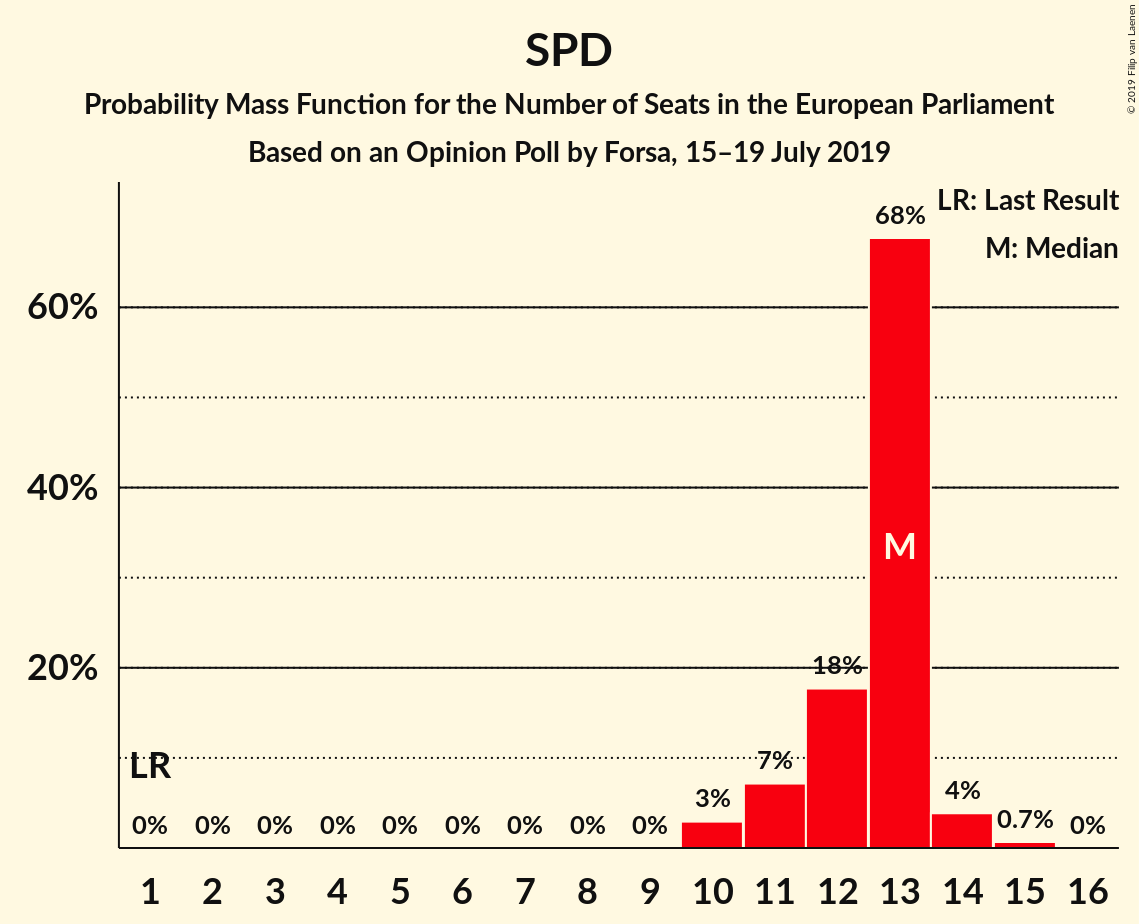 SPD
Probability Mass Function for the Number of Seats in the European Parliament
Based on an Opinion Poll by Forsa, 15–19 July 2019
© 2019 Filip van Laenen
LR: Last Result
M: Median
68%
60%
40%
M
20%
18%
LR
7%
3%
4%
0% 0% 0% 0% 0% 0% 0% 0% 0% 0.7% 0%
1 2 3 4 5 6 7 8 9 10 11 12 13 14 15 16